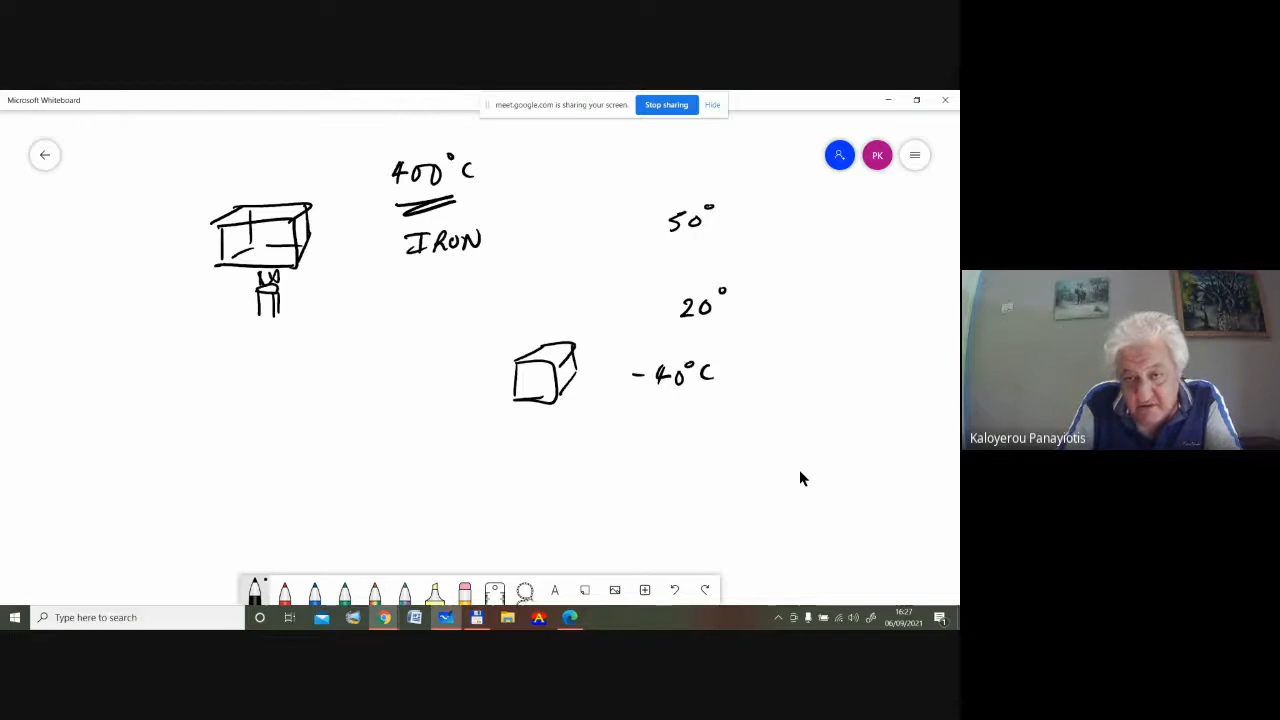 Microsoft Whiteboard
meet.google.com is sharing your screen.
Stop sharing
Hide
PK
400°C
IRON
50°
20°
-40°C
Kaloyerou Panayiotis
A
Type here to search
16:27
06/09/2021
1